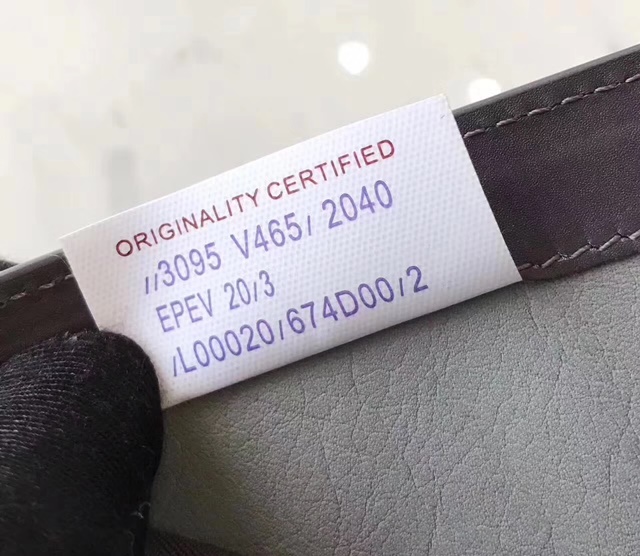 ORIGINALITY CERTIFIED
//3095 V465/ 2040
EPEV 20/3
/L00020/674D00/2